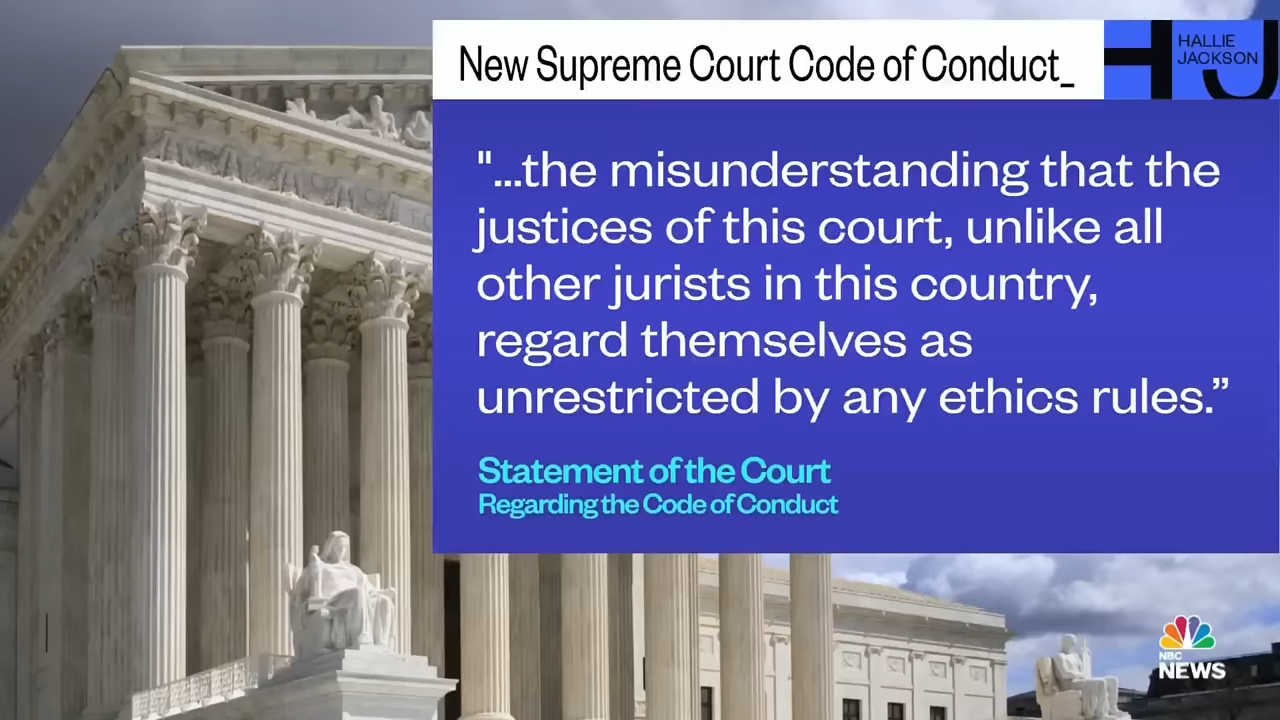 New Supreme Court Code of Conduct_
HALLIE
JACKSON
"...the misunderstanding that the
justices of this court, unlike all
other jurists in this country,
regard themselves as
unrestricted by any ethics rules.”
Statement of the Court
Regarding the Code of Conduct
NBC
NEWS